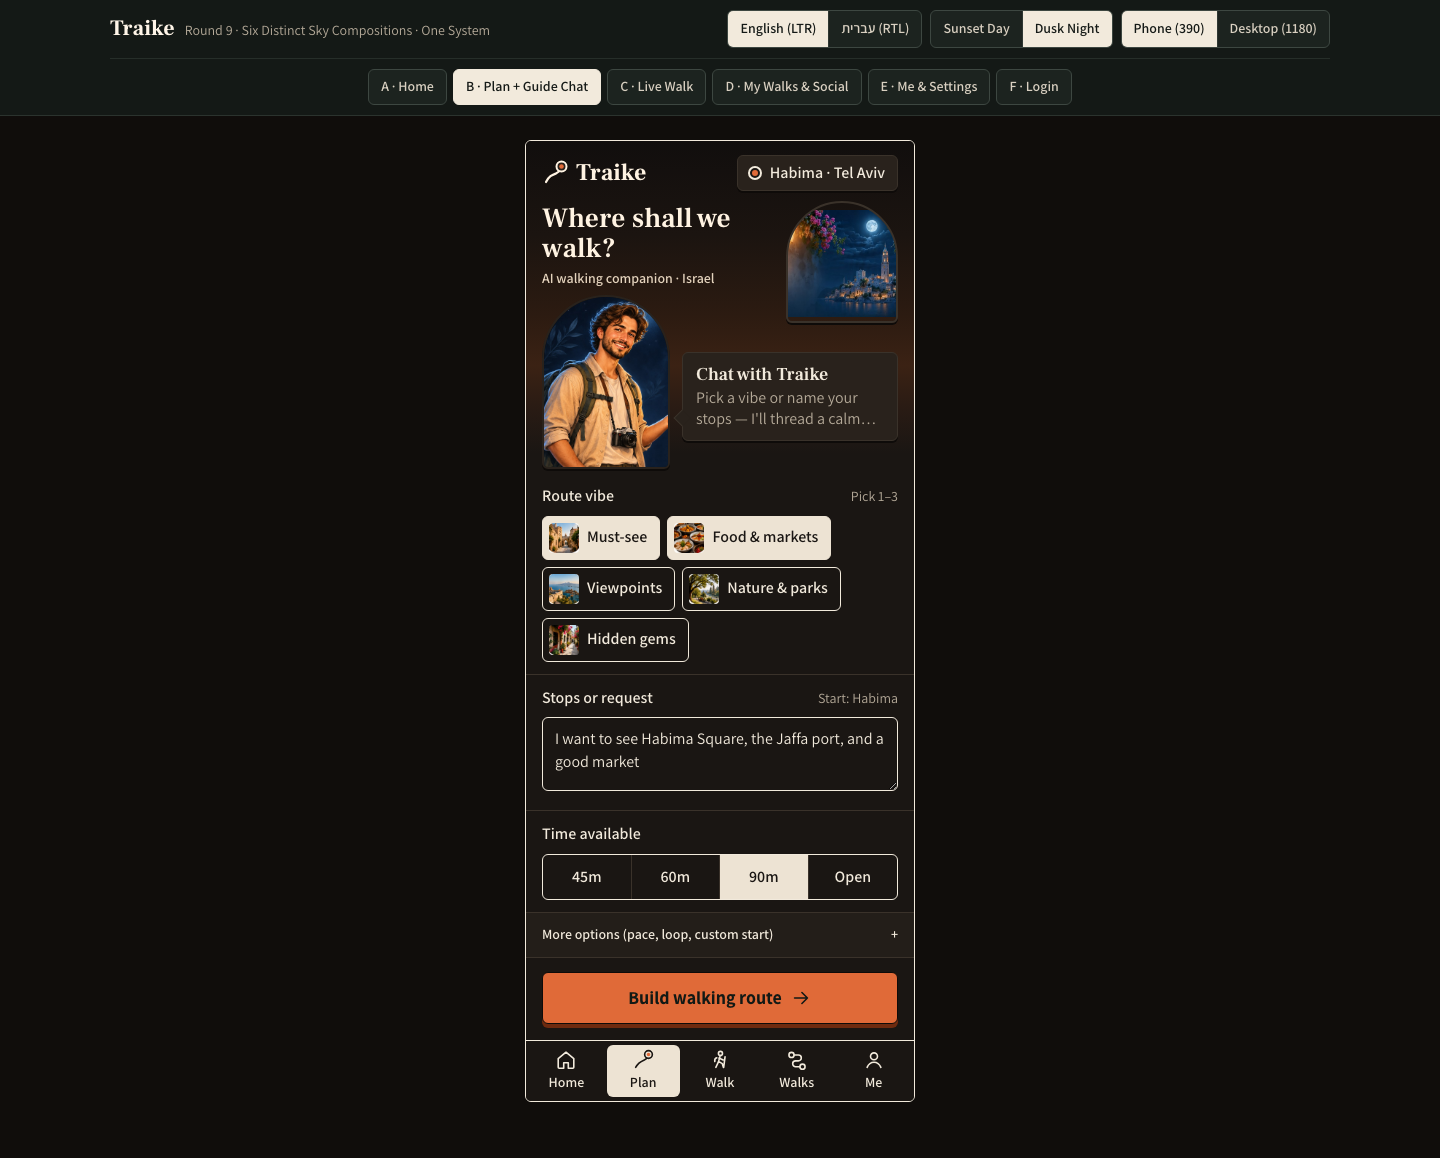 Traike Round 9 · Six Distinct Sky Compositions · One System
English (LTR) עברית (RTL) Sunset Day Dusk Night Phone (390) Desktop (1180)
A · Home B · Plan + Guide Chat C · Live Walk D · My Walks & Social E · Me & Settings F · Login
Traike Habima · Tel Aviv
Where shall we
walk?
AI walking companion · Israel
Chat with Traike
Pick a vibe or name your
stops — I'll thread a calm…
Route vibe Pick 1–3
Must-see Food & markets
Viewpoints Nature & parks
Hidden gems
Stops or request Start: Habima
I want to see Habima Square, the Jaffa port, and a
good market
Time available
45m 60m 90m Open
More options (pace, loop, custom start) +
Build walking route →
Home Plan Walk Walks Me